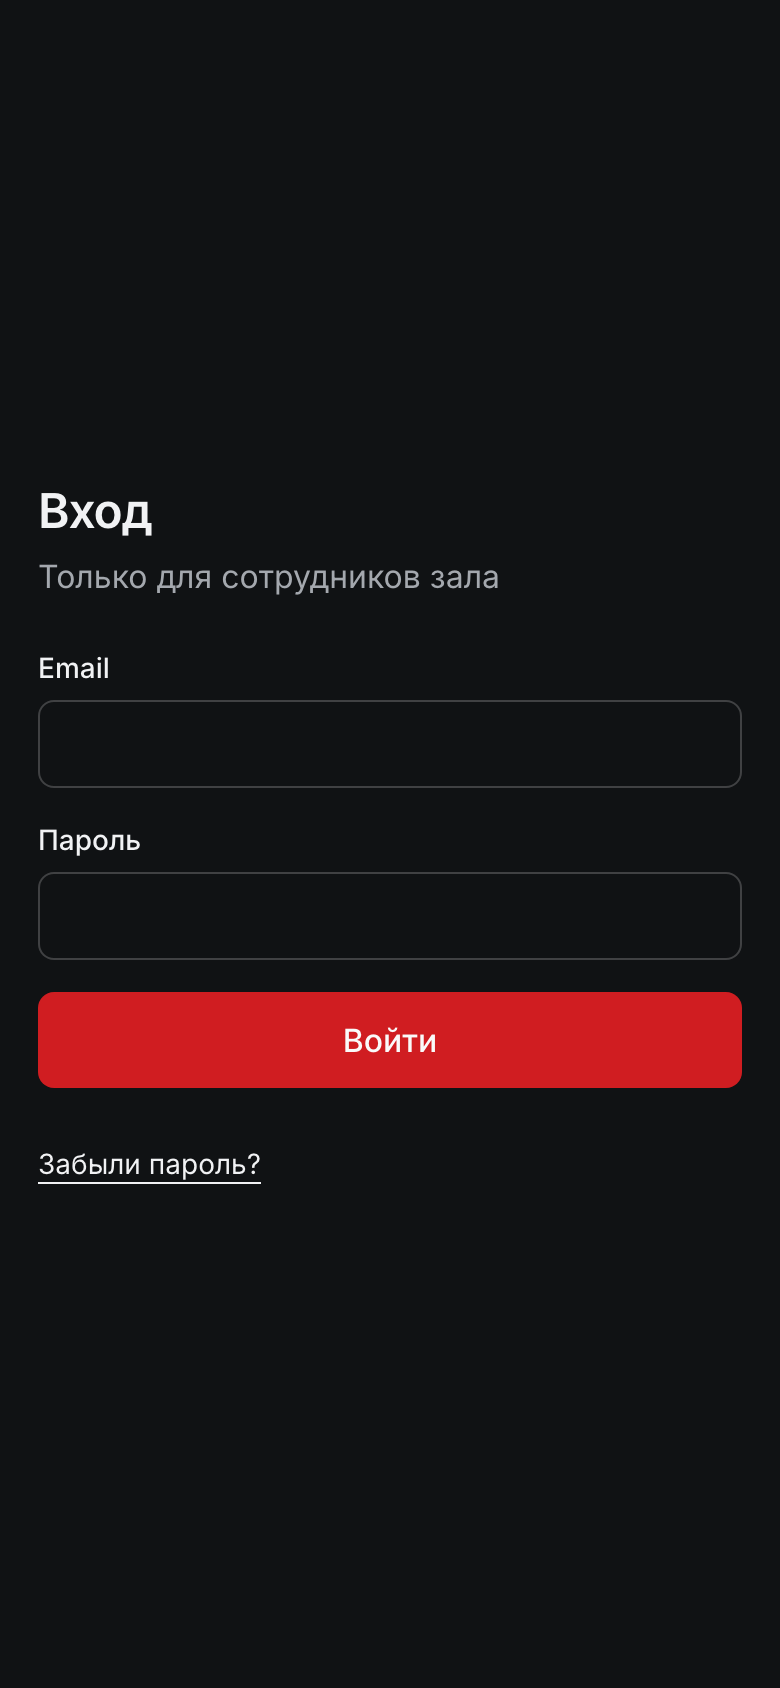 Вход
Только для сотрудников зала
Email
Пароль
Войти
Забыли пароль?